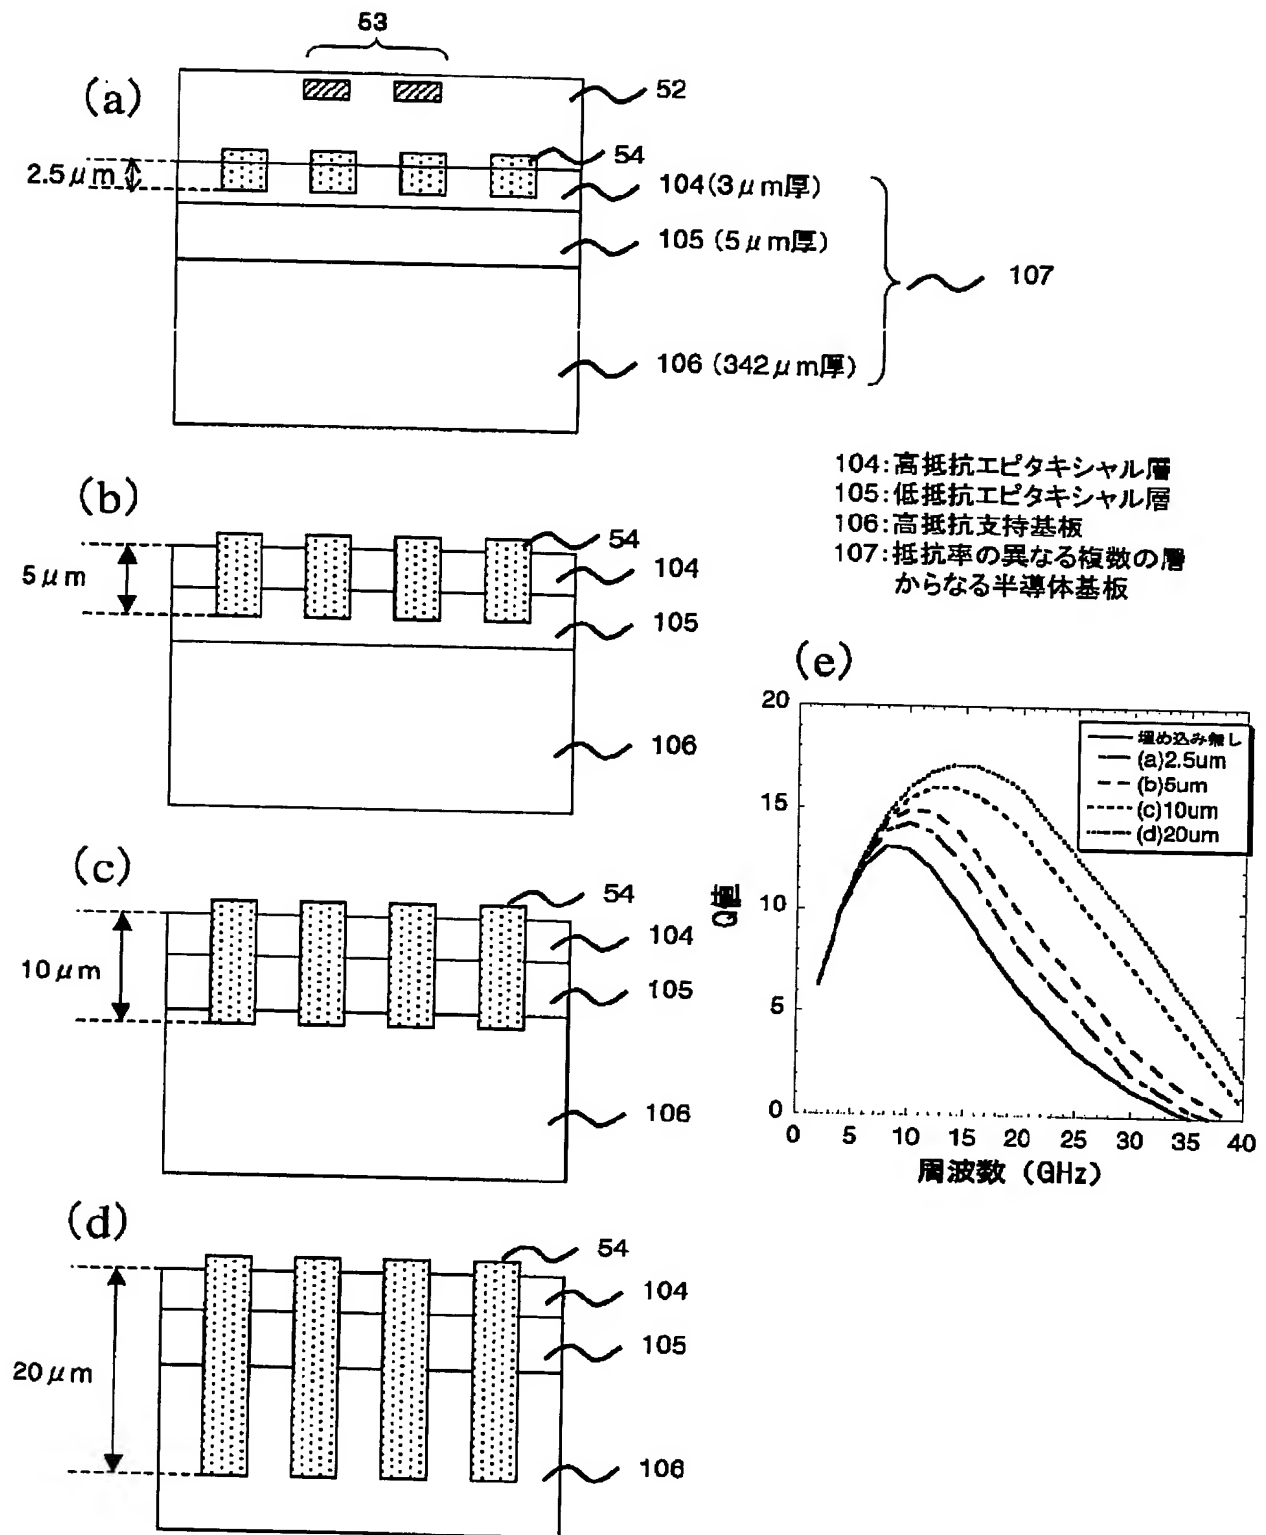 53
(a)
52
54
2.5μm
104(3μm厚)
105(5μm厚)
107
106(342μm厚)
104:高抵抗エピタキシャル層
105:低抵抗エピタキシャル層
106:高抵抗支持基板
107:抵抗率の異なる複数の層
からなる半導体基板
(b)
54
5μm
104
105
106
(c)
54
104
10μm
105
106
(d)
54
104
105
20μm
106
(e)
20
15
10
5
0
Q値
埋め込み無し
(a)2.5um
(b)5um
(c)10um
(d)20um
0 5 10 15 20 25 30 35 40
周波数(GHz)